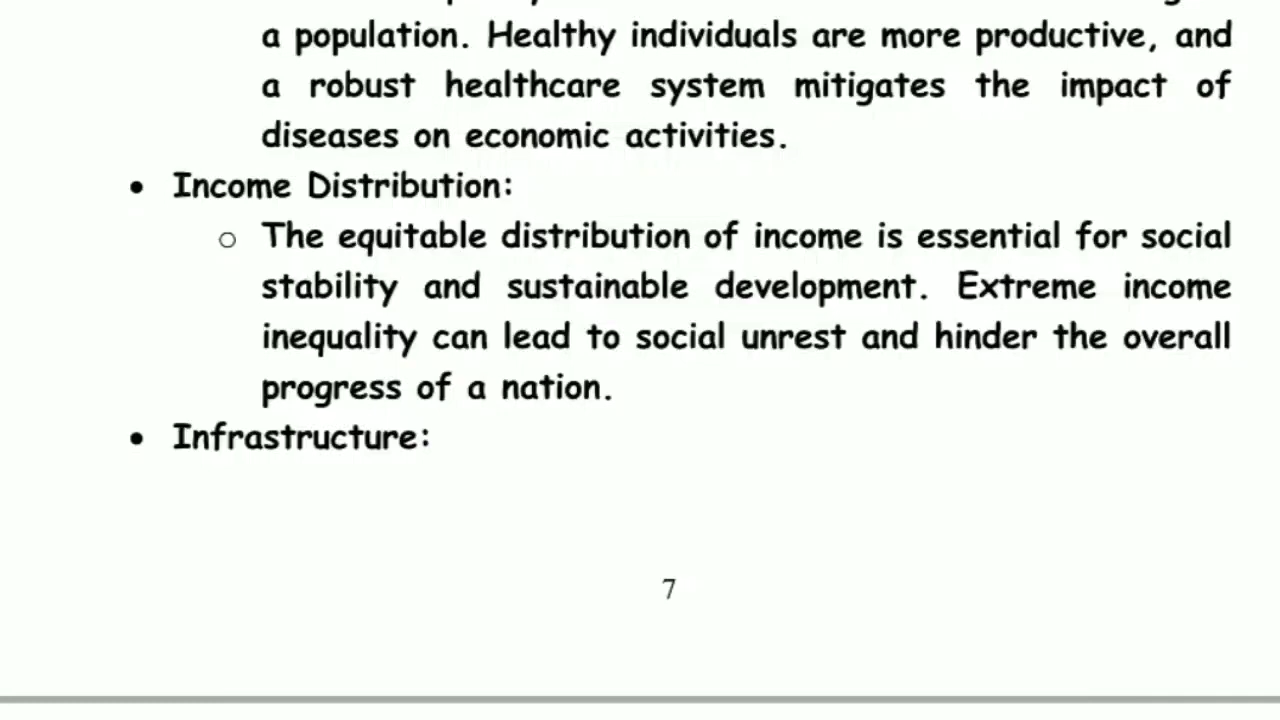 a population. Healthy individuals are more productive, and
a robust healthcare system mitigates the impact of
diseases on economic activities.
• Income Distribution:
○ The equitable distribution of income is essential for social
stability and sustainable development. Extreme income
inequality can lead to social unrest and hinder the overall
progress of a nation.
• Infrastructure:
7